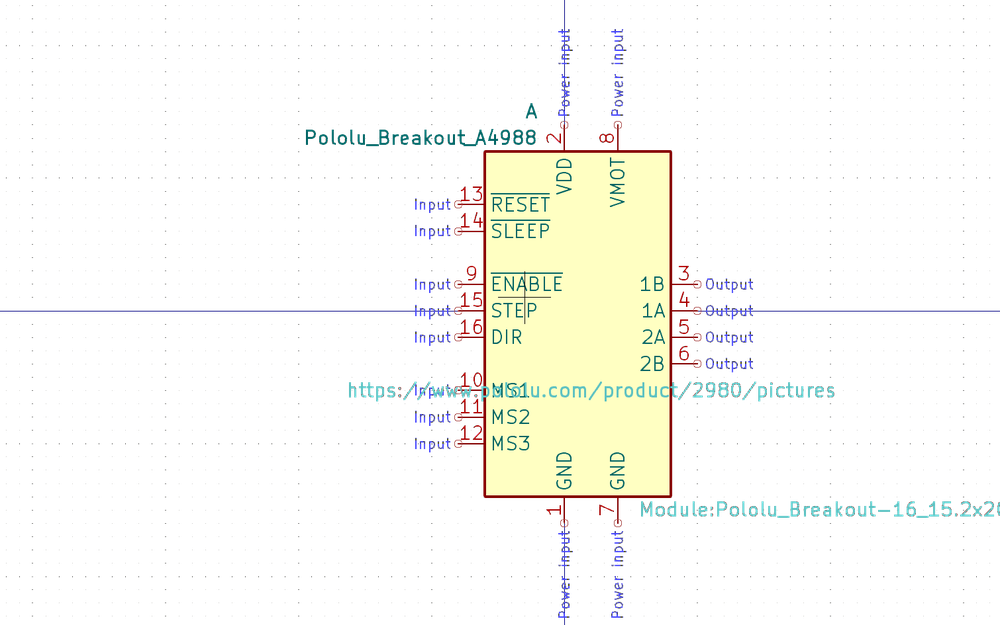 Power input
Power input
A
Pololu_Breakout_A4988
2
8
VDD
VMOT
Input
13
RESET
Input
14
SLEEP
Input
9
ENABLE
1B
3
Output
Input
15
STEP
1A
4
Output
Input
16
DIR
2A
5
Output
2B
6
Output
Input
10
MS1
https://www.pololu.com/product/2980/pictures
Input
11
MS2
Input
12
MS3
GND
GND
1
7
Module:Pololu_Breakout-16_15.2x20
Power input
Power input